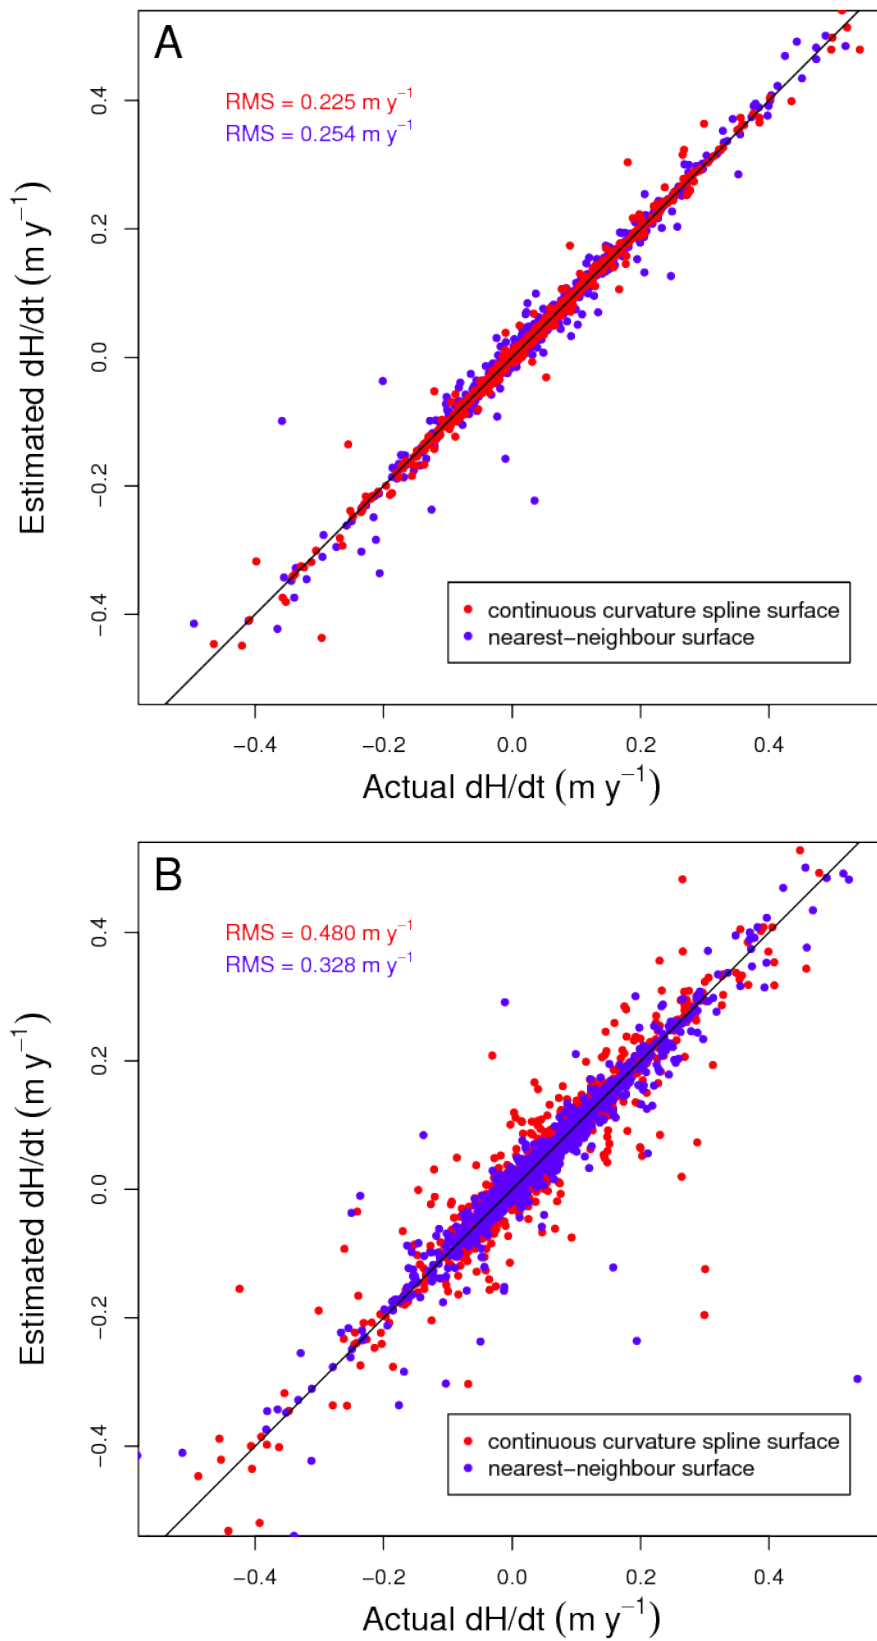 A
RMS = 0.225 m y⁻¹
RMS = 0.254 m y⁻¹
Estimated dH/dt (m y⁻¹)
0.4
0.2
0.0
−0.2
−0.4
continuous curvature spline surface
nearest−neighbour surface
−0.4 −0.2 0.0 0.2 0.4
Actual dH/dt (m y⁻¹)
B
RMS = 0.480 m y⁻¹
RMS = 0.328 m y⁻¹
Estimated dH/dt (m y⁻¹)
0.4
0.2
0.0
−0.2
−0.4
continuous curvature spline surface
nearest−neighbour surface
−0.4 −0.2 0.0 0.2 0.4
Actual dH/dt (m y⁻¹)